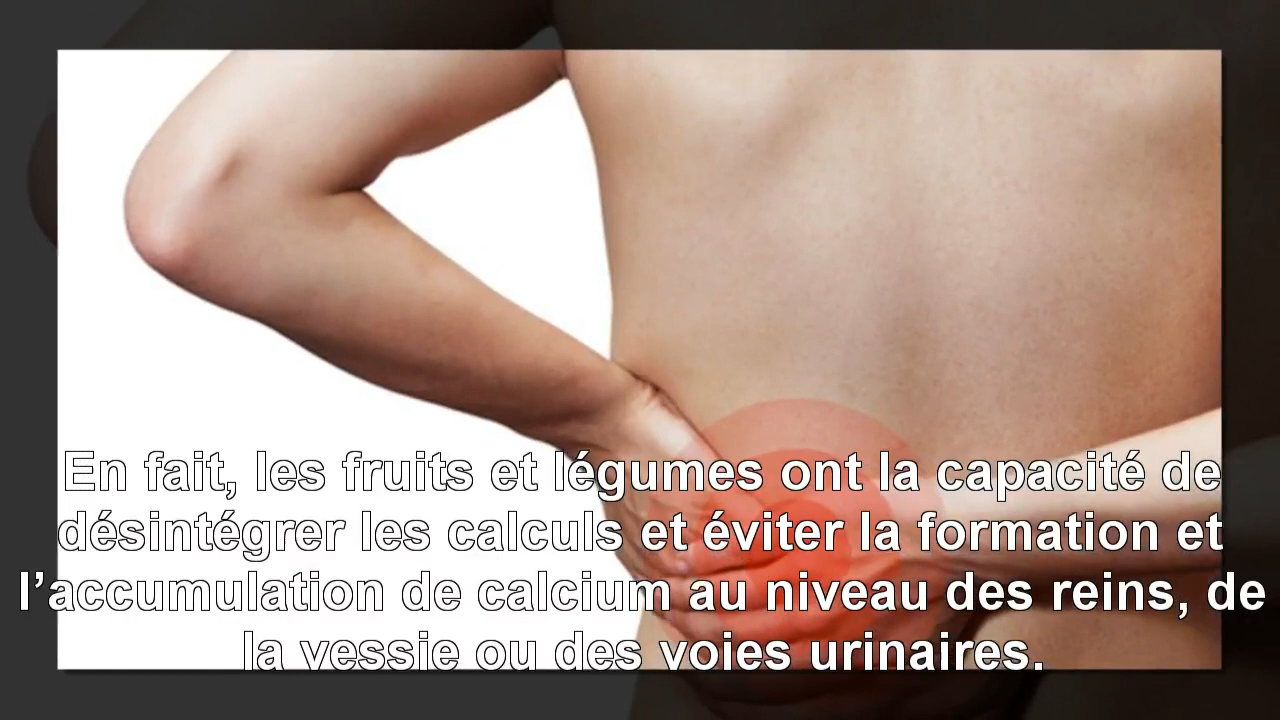 En fait, les fruits et légumes ont la capacité de
désintégrer les calculs et éviter la formation et
l’accumulation de calcium au niveau des reins, de
la vessie ou des voies urinaires.